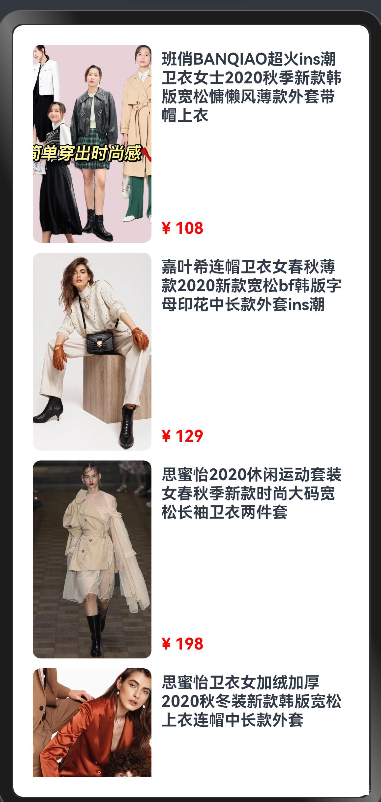 班俏BANQIAO超火ins潮
卫衣女士2020秋季新款韩
版宽松慵懒风薄款外套带
帽上衣
简单穿出时尚感
¥ 108
嘉叶希连帽卫衣女春秋薄
款2020新款宽松bf韩版字
母印花中长款外套ins潮
¥ 129
思蜜怡2020休闲运动套装
女春秋季新款时尚大码宽
松长袖卫衣两件套
¥ 198
思蜜怡卫衣女加绒加厚
2020秋冬装新款韩版宽松
上衣连帽中长款外套